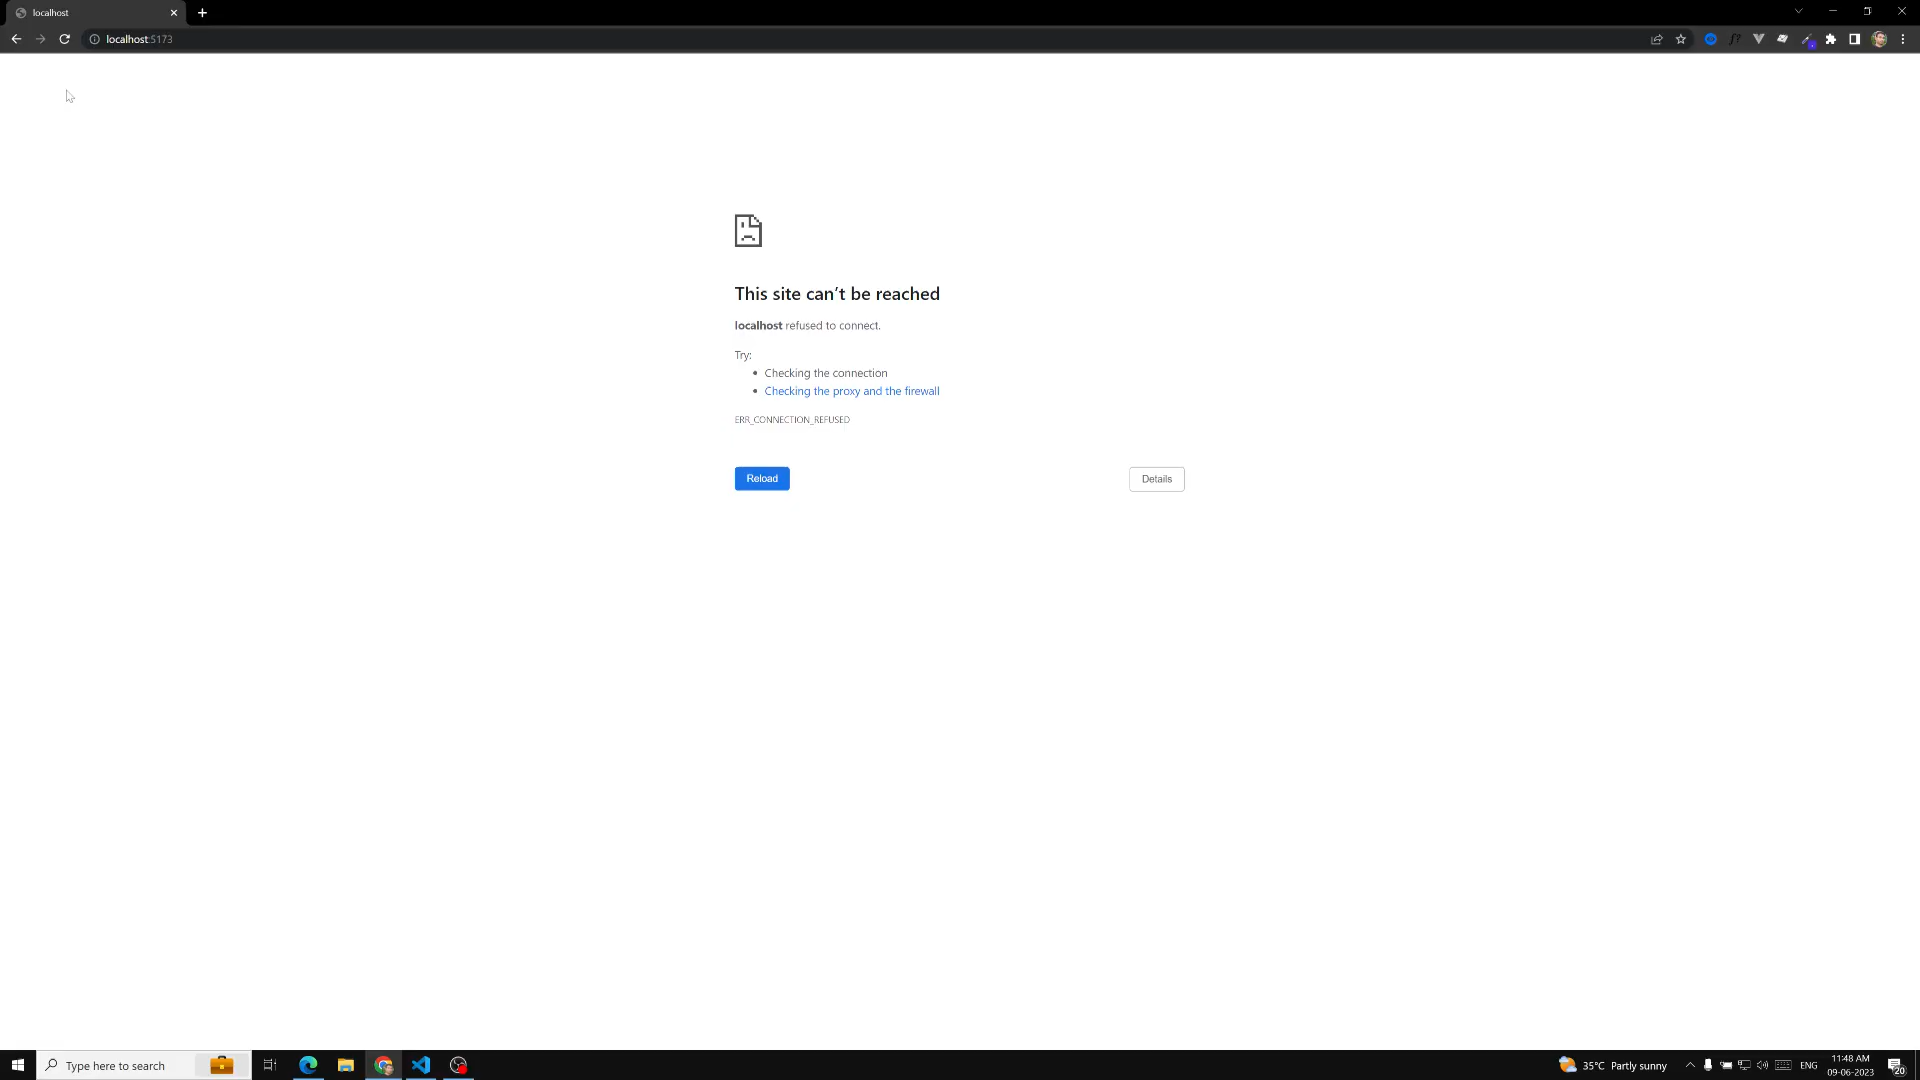 localhost
localhost:5173
f?
This site can’t be reached
localhost refused to connect.
Try:
Checking the connection
Checking the proxy and the firewall
ERR_CONNECTION_REFUSED
Reload
Details
Type here to search
35°C Partly sunny
ENG
11:48 AM
09-06-2023
20